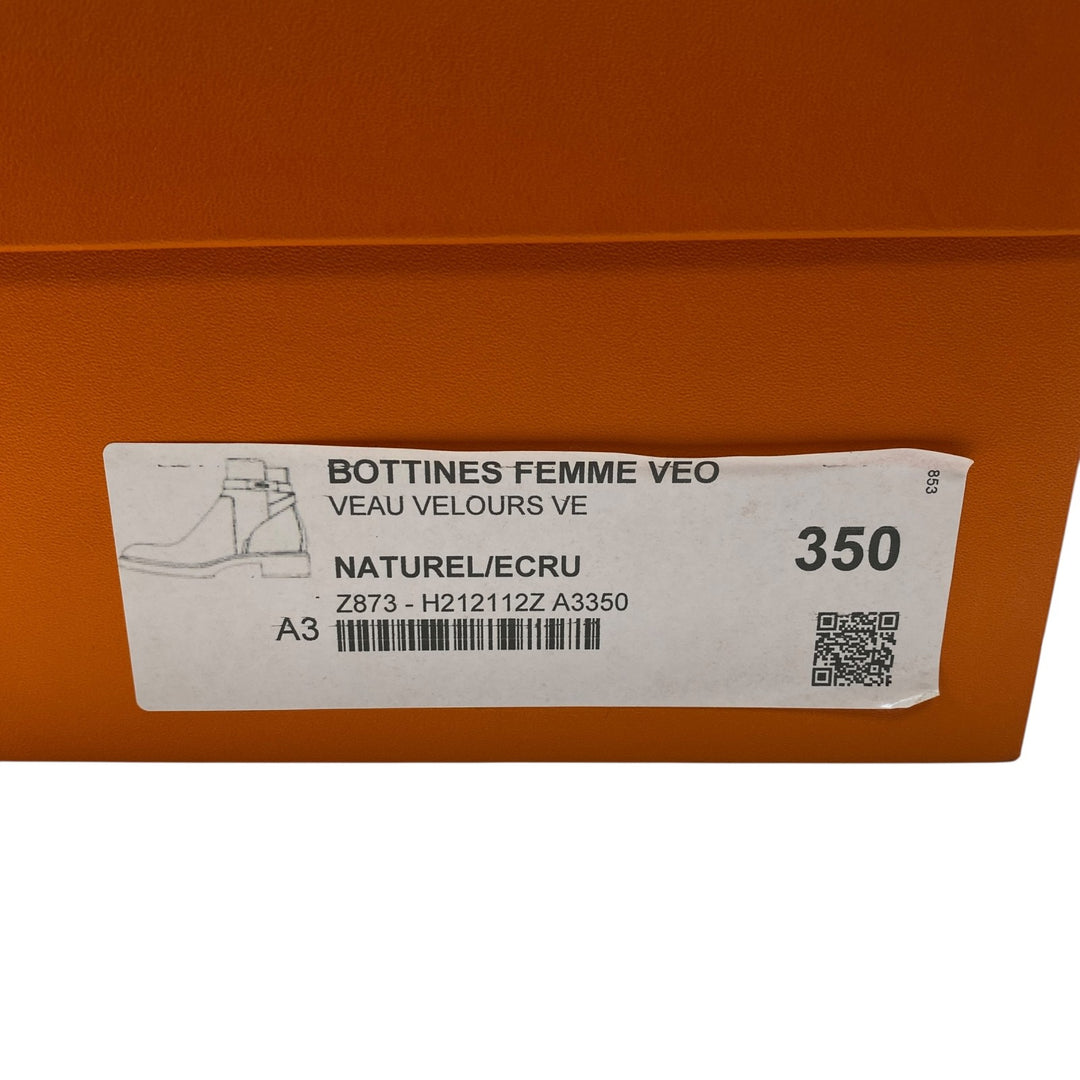 BOTTINES FEMME VEO
VEAU VELOURS VE
NATUREL/ECRU
Z873 - H212112Z A3350
A3
350
853